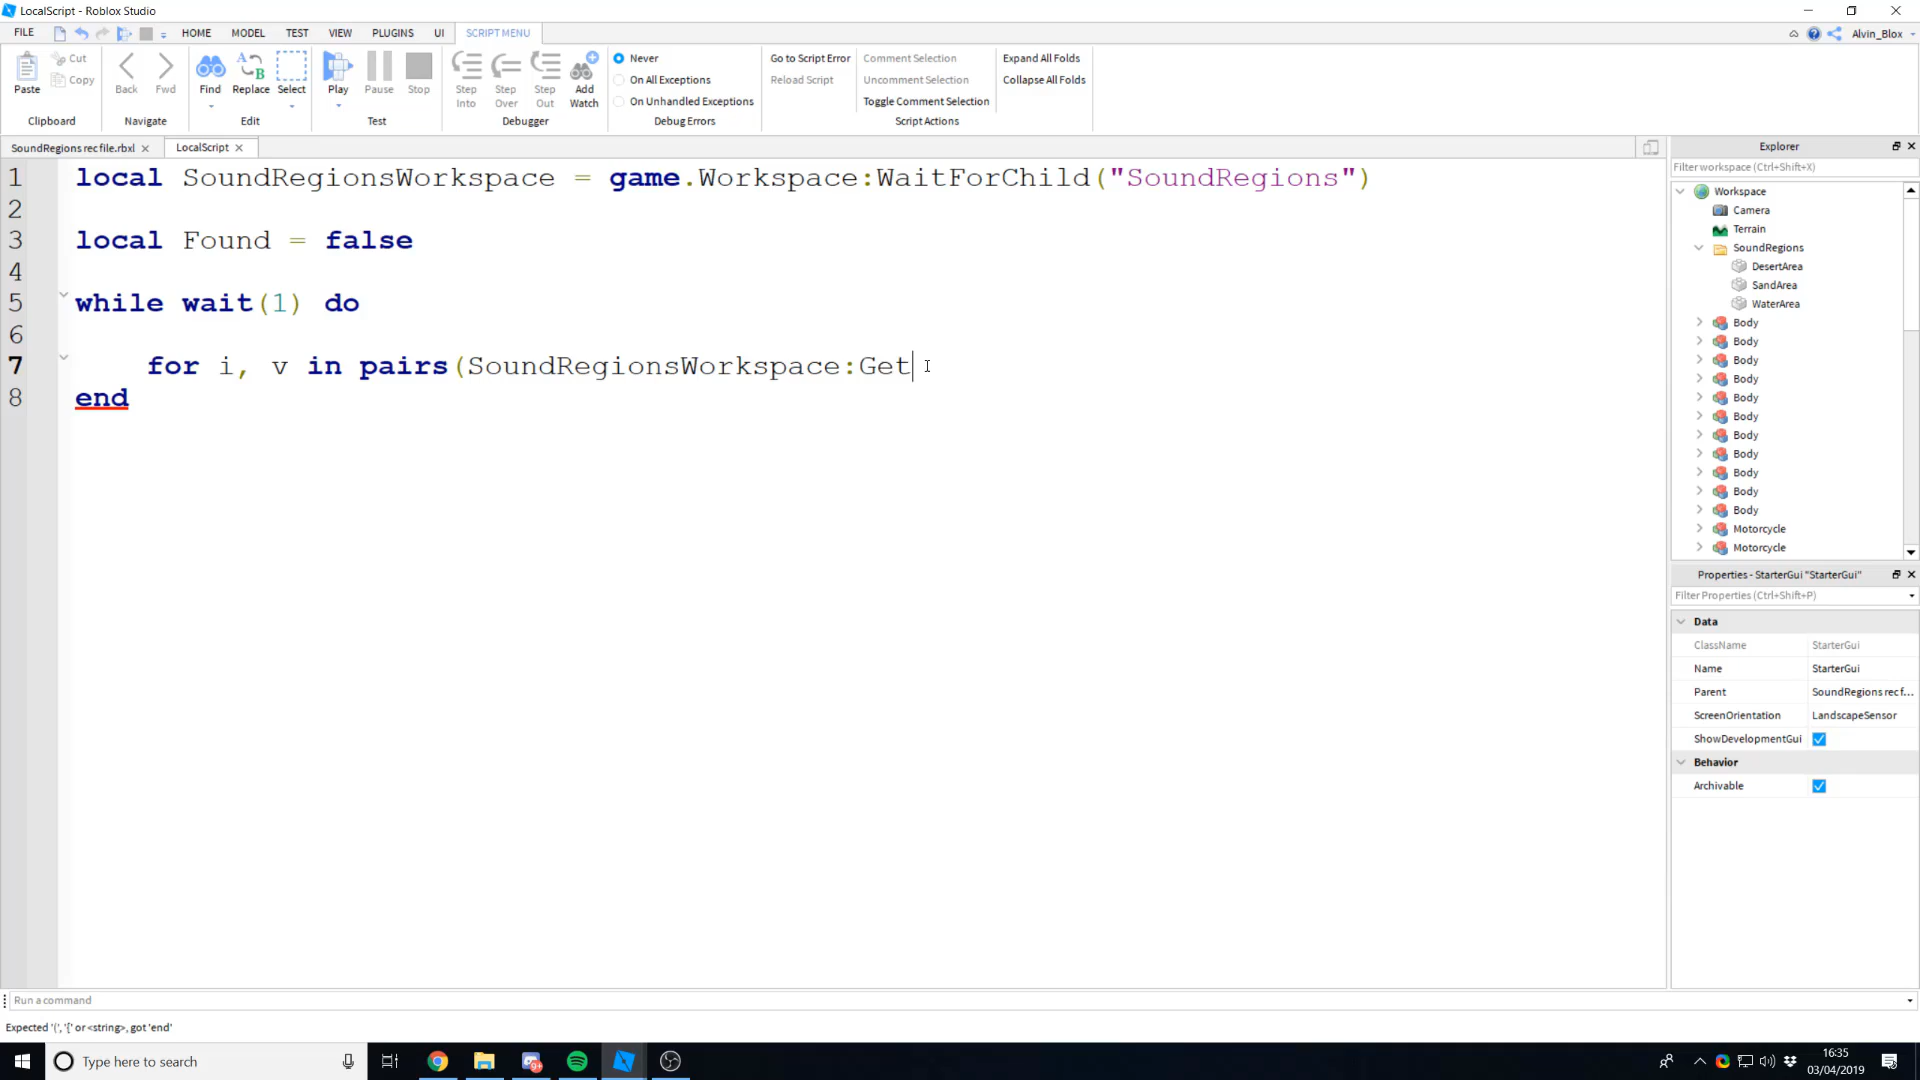 LocalScript - Roblox Studio
FILE HOME MODEL TEST VIEW PLUGINS UI SCRIPT MENU Alvin_Blox
Paste Cut Copy Back Fwd Find Replace Select Play Pause Stop Step Into Step Over Step Out Add Watch
Never
On All Exceptions
On Unhandled Exceptions
Go to Script Error
Reload Script
Comment Selection
Uncomment Selection
Toggle Comment Selection
Expand All Folds
Collapse All Folds
Clipboard Navigate Edit Test Debugger Debug Errors Script Actions
SoundRegions rec file.rbxl LocalScript
1 local SoundRegionsWorkspace = game.Workspace:WaitForChild("SoundRegions")
2
3 local Found = false
4
5 while wait(1) do
6
7 for i, v in pairs(SoundRegionsWorkspace:Get
8 end
Explorer
Filter workspace (Ctrl+Shift+X)
Workspace
Camera
Terrain
SoundRegions
DesertArea
SandArea
WaterArea
Body
Body
Body
Body
Body
Body
Body
Body
Body
Body
Body
Motorcycle
Motorcycle
Properties - StarterGui "StarterGui"
Filter Properties (Ctrl+Shift+P)
Data
ClassName StarterGui
Name StarterGui
Parent SoundRegions rec f...
ScreenOrientation LandscapeSensor
ShowDevelopmentGui
Behavior
Archivable
Run a command
Expected '(', '{' or <string>, got 'end'
Type here to search
16:35
03/04/2019